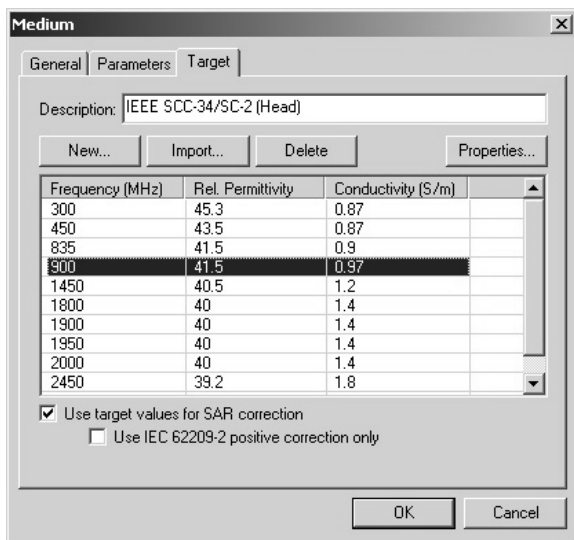 Medium
General Parameters Target
Description: IEEE SCC-34/SC-2 (Head)
New... Import... Delete Properties...
Frequency (MHz) Rel. Permittivity Conductivity (S/m)
300 45.3 0.87
450 43.5 0.87
835 41.5 0.9
900 41.5 0.97
1450 40.5 1.2
1800 40 1.4
1900 40 1.4
1950 40 1.4
2000 40 1.4
2450 39.2 1.8
Use target values for SAR correction
Use IEC 62209-2 positive correction only
OK Cancel